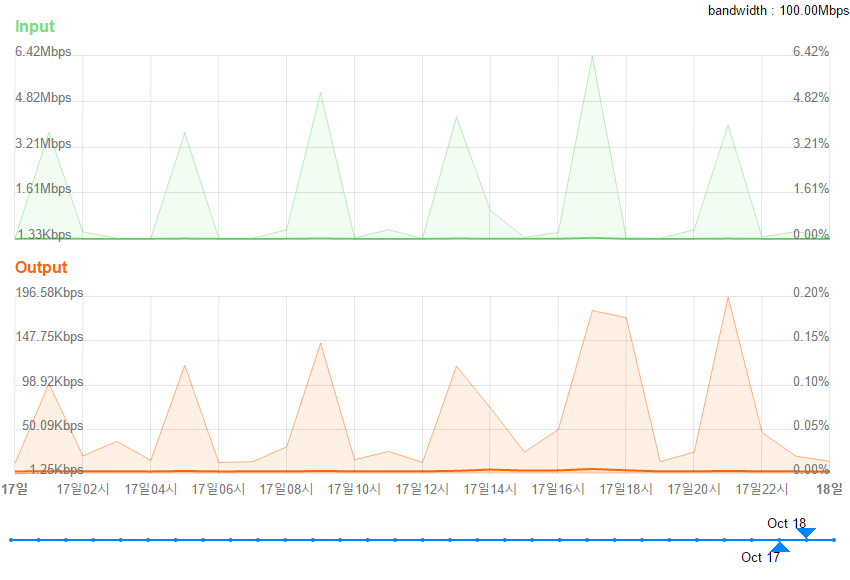 bandwidth : 100.00Mbps
Input
6.42Mbps 6.42%
4.82Mbps 4.82%
3.21Mbps 3.21%
1.61Mbps 1.61%
1.33Kbps 0.00%
Output
196.58Kbps 0.20%
147.75Kbps 0.15%
98.92Kbps 0.10%
50.09Kbps 0.05%
1.25Kbps 0.00%
17일 17일02시 17일04시 17일06시 17일08시 17일10시 17일12시 17일14시 17일16시 17일18시 17일20시 17일22시 18일
Oct 18
Oct 17